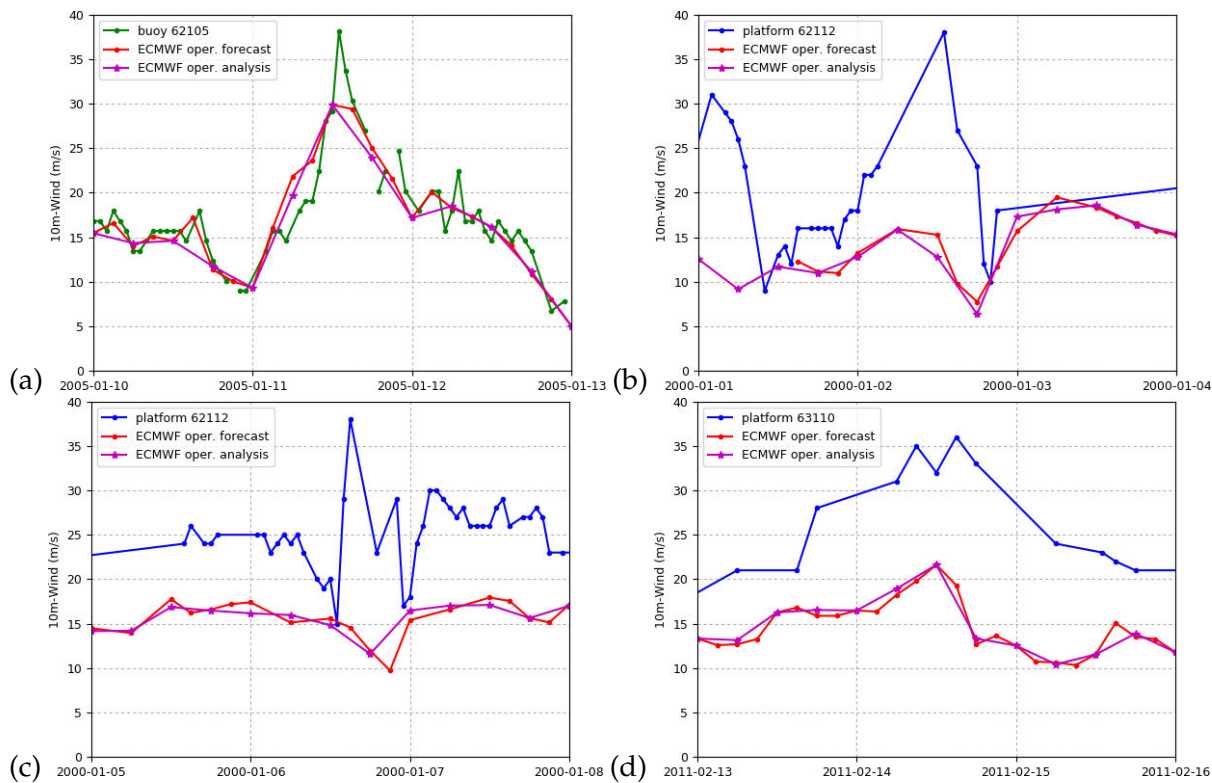 40
35
30
25
20
15
10
5
0
10m-Wind (m/s)
buoy 62105
ECMWF oper. forecast
ECMWF oper. analysis
(a)
2005-01-10 2005-01-11 2005-01-12 2005-01-13
40
35
30
25
20
15
10
5
0
10m-Wind (m/s)
platform 62112
ECMWF oper. forecast
ECMWF oper. analysis
(b)
2000-01-01 2000-01-02 2000-01-03 2000-01-04
40
35
30
25
20
15
10
5
0
10m-Wind (m/s)
platform 62112
ECMWF oper. forecast
ECMWF oper. analysis
(c)
2000-01-05 2000-01-06 2000-01-07 2000-01-08
40
35
30
25
20
15
10
5
0
10m-Wind (m/s)
platform 63110
ECMWF oper. forecast
ECMWF oper. analysis
(d)
2011-02-13 2011-02-14 2011-02-15 2011-02-16